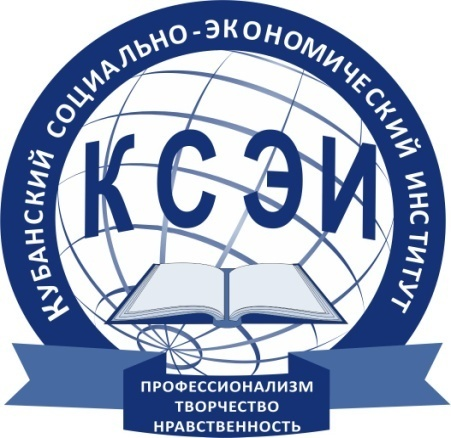 КУБАНСКИЙ СОЦИАЛЬНО-ЭКОНОМИЧЕСКИЙ ИНСТИТУТ
КСЭИ
ПРОФЕССИОНАЛИЗМ
ТВОРЧЕСТВО
НРАВСТВЕННОСТЬ